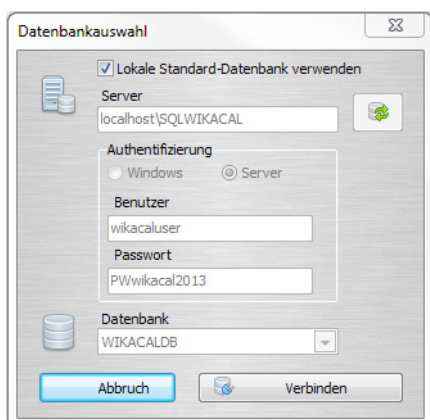 Datenbankauswahl
Lokale Standard-Datenbank verwenden
Server
localhost\SQLWIKACAL
Authentifizierung
Windows Server
Benutzer
wikacaluser
Passwort
PWwikacal2013
Datenbank
WIKACALDB
Abbruch Verbinden